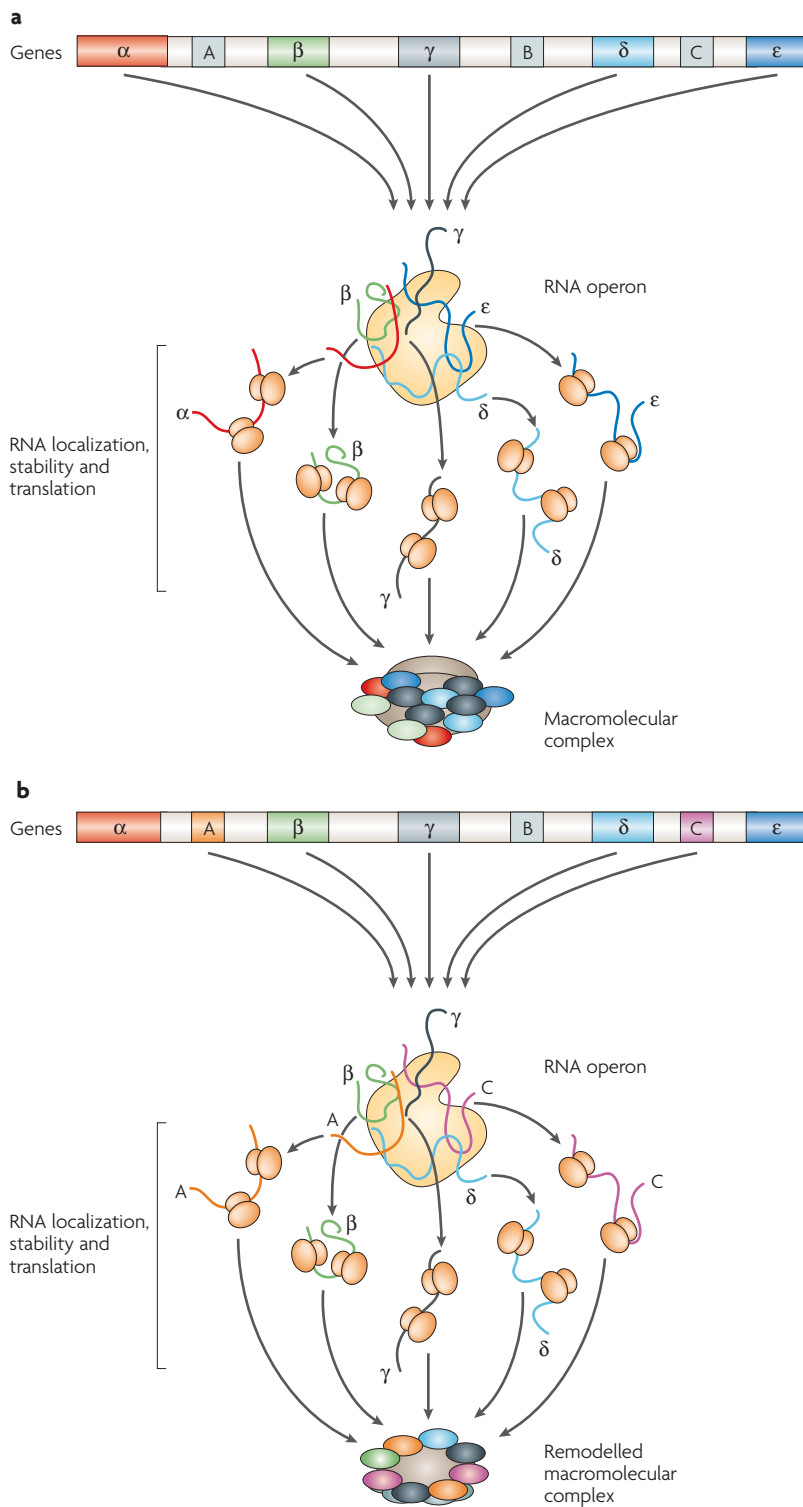 a
Genes α A β γ B δ C ε
γ
RNA operon
β
ε
δ
α
ε
RNA localization,
stability and
translation
β
δ
γ
Macromolecular
complex
b
Genes α A β γ B δ C ε
γ
RNA operon
β
C
A
δ
A
C
RNA localization,
stability and
translation
β
δ
γ
Remodelled
macromolecular
complex